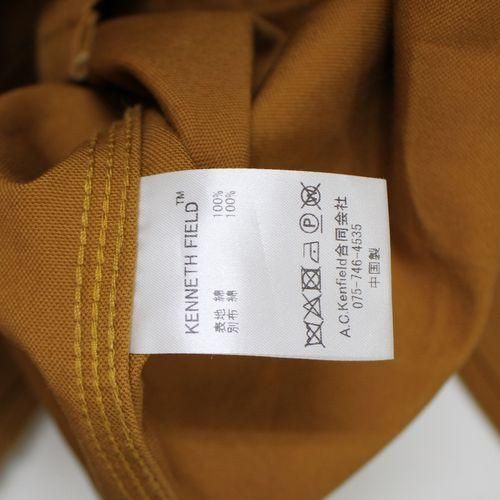 KENNETH FIELD™
表地 綿 100%
別布 綿 100%
A.C.Kenfield合同会社
075-746-4535
中国製